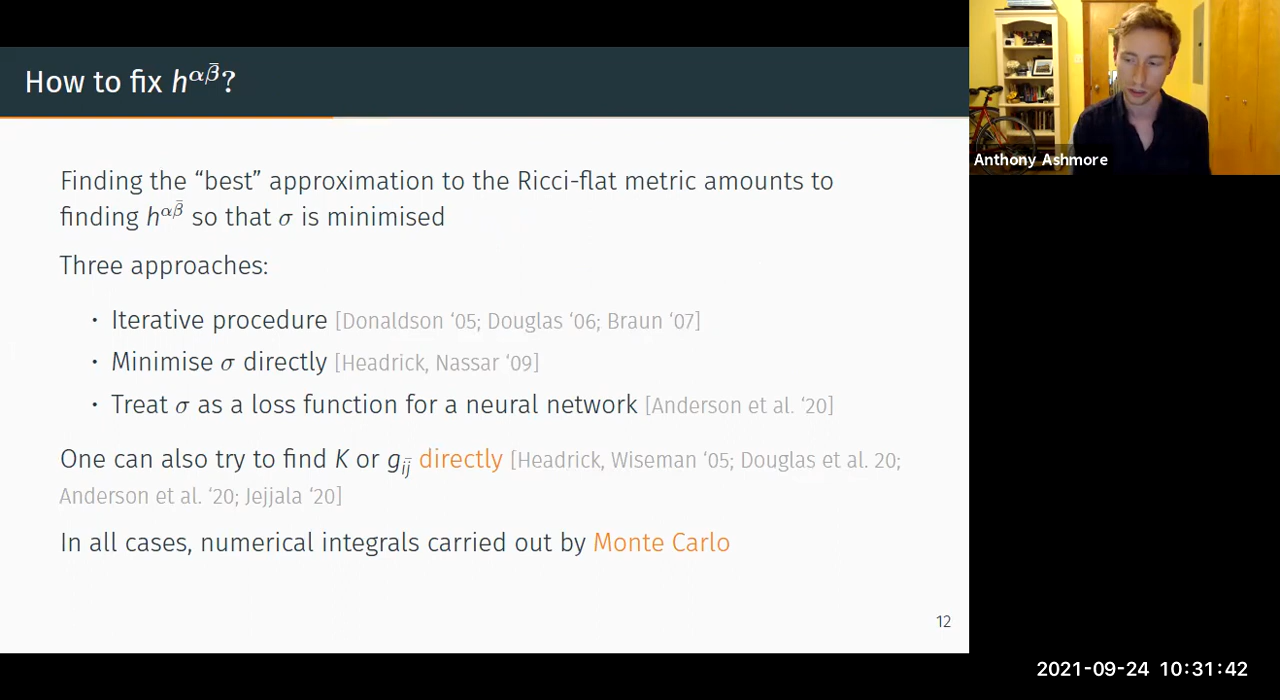 How to fix h^{αβ̄}?
Finding the “best” approximation to the Ricci-flat metric amounts to
finding h^{αβ̄} so that σ is minimised
Three approaches:
· Iterative procedure [Donaldson ‘05; Douglas ‘06; Braun ‘07]
· Minimise σ directly [Headrick, Nassar ‘09]
· Treat σ as a loss function for a neural network [Anderson et al. ‘20]
One can also try to find K or g_{ij̄} directly [Headrick, Wiseman ‘05; Douglas et al. 20;
Anderson et al. ‘20; Jejjala ‘20]
In all cases, numerical integrals carried out by Monte Carlo
12
Anthony Ashmore
2021-09-24 10:31:42